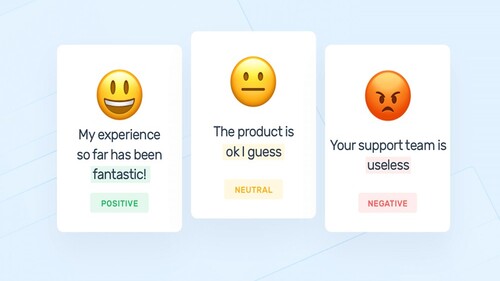 My experience
so far has been
fantastic!
POSITIVE
The product is
ok I guess
NEUTRAL
Your support team is
useless
NEGATIVE